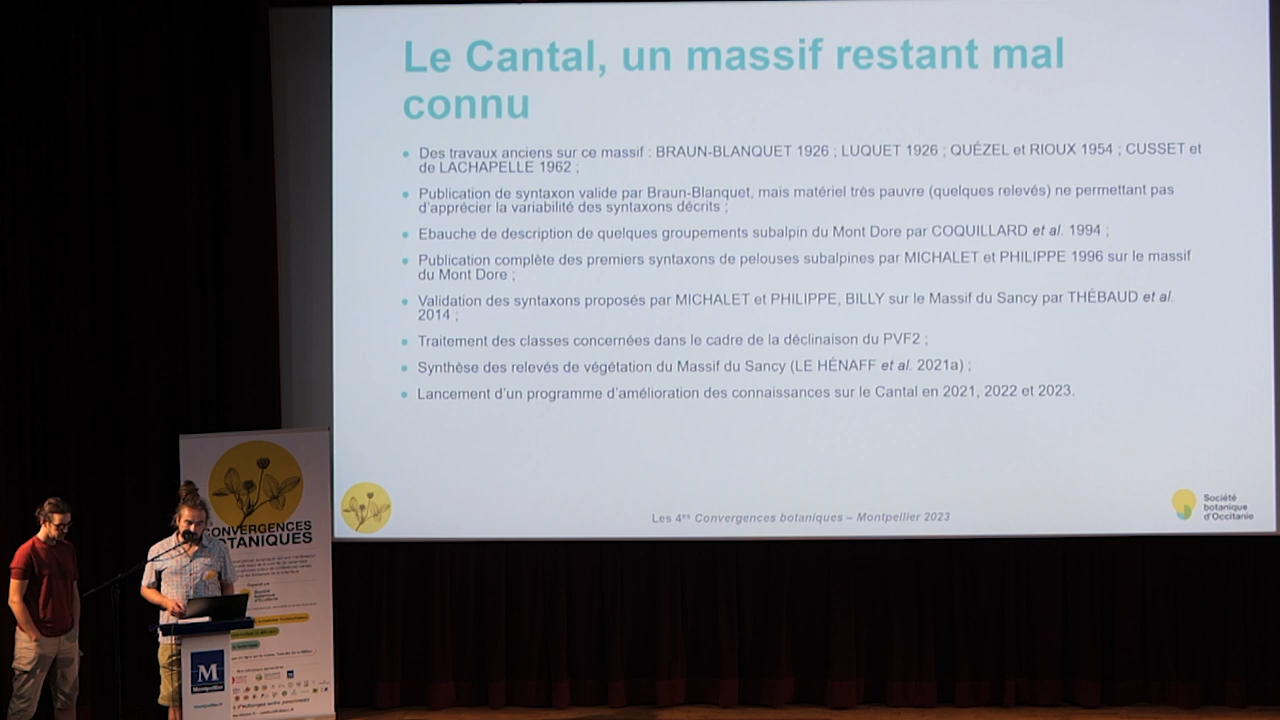 Le Cantal, un massif restant mal
connu
• Des travaux anciens sur ce massif : BRAUN-BLANQUET 1926 ; LUQUET 1926 ; QUÉZEL et RIOUX 1954 ; CUSSET et
de LACHAPELLE 1962 ;
• Publication de syntaxon valide par Braun-Blanquet, mais matériel très pauvre (quelques relevés) ne permettant pas
d'apprécier la variabilité des syntaxons décrits ;
• Ebauche de description de quelques groupements subalpin du Mont Dore par COQUILLARD et al. 1994 ;
• Publication complète des premiers syntaxons de pelouses subalpines par MICHALET et PHILIPPE 1996 sur le massif
du Mont Dore ;
• Validation des syntaxons proposés par MICHALET et PHILIPPE, BILLY sur le Massif du Sancy par THÉBAUD et al.
2014 ;
• Traitement des classes concernées dans le cadre de la déclinaison du PVF2 ;
• Synthèse des relevés de végétation du Massif du Sancy (LE HÉNAFF et al. 2021a) ;
• Lancement d'un programme d'amélioration des connaissances sur le Cantal en 2021, 2022 et 2023.
Les 4es Convergences botaniques – Montpellier 2023
Société
botanique
d'Occitanie
CONVERGENCES
BOTANIQUES
Société
botanique
d'Occitanie
M
Montpellier
montpellier.fr